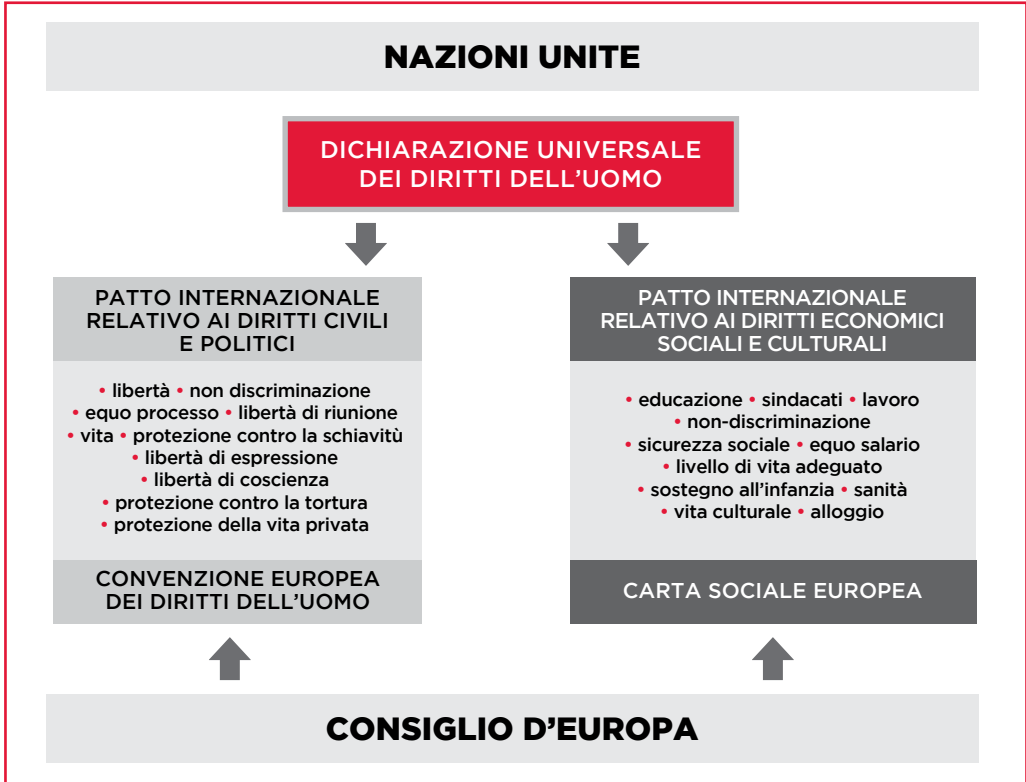 NAZIONI UNITE
DICHIARAZIONE UNIVERSALE
DEI DIRITTI DELL’UOMO
PATTO INTERNAZIONALE
RELATIVO AI DIRITTI CIVILI
E POLITICI
• libertà • non discriminazione
• equo processo • libertà di riunione
• vita • protezione contro la schiavitù
• libertà di espressione
• libertà di coscienza
• protezione contro la tortura
• protezione della vita privata
CONVENZIONE EUROPEA
DEI DIRITTI DELL’UOMO
PATTO INTERNAZIONALE
RELATIVO AI DIRITTI ECONOMICI
SOCIALI E CULTURALI
• educazione • sindacati • lavoro
• non-discriminazione
• sicurezza sociale • equo salario
• livello di vita adeguato
• sostegno all’infanzia • sanità
• vita culturale • alloggio
CARTA SOCIALE EUROPEA
CONSIGLIO D’EUROPA